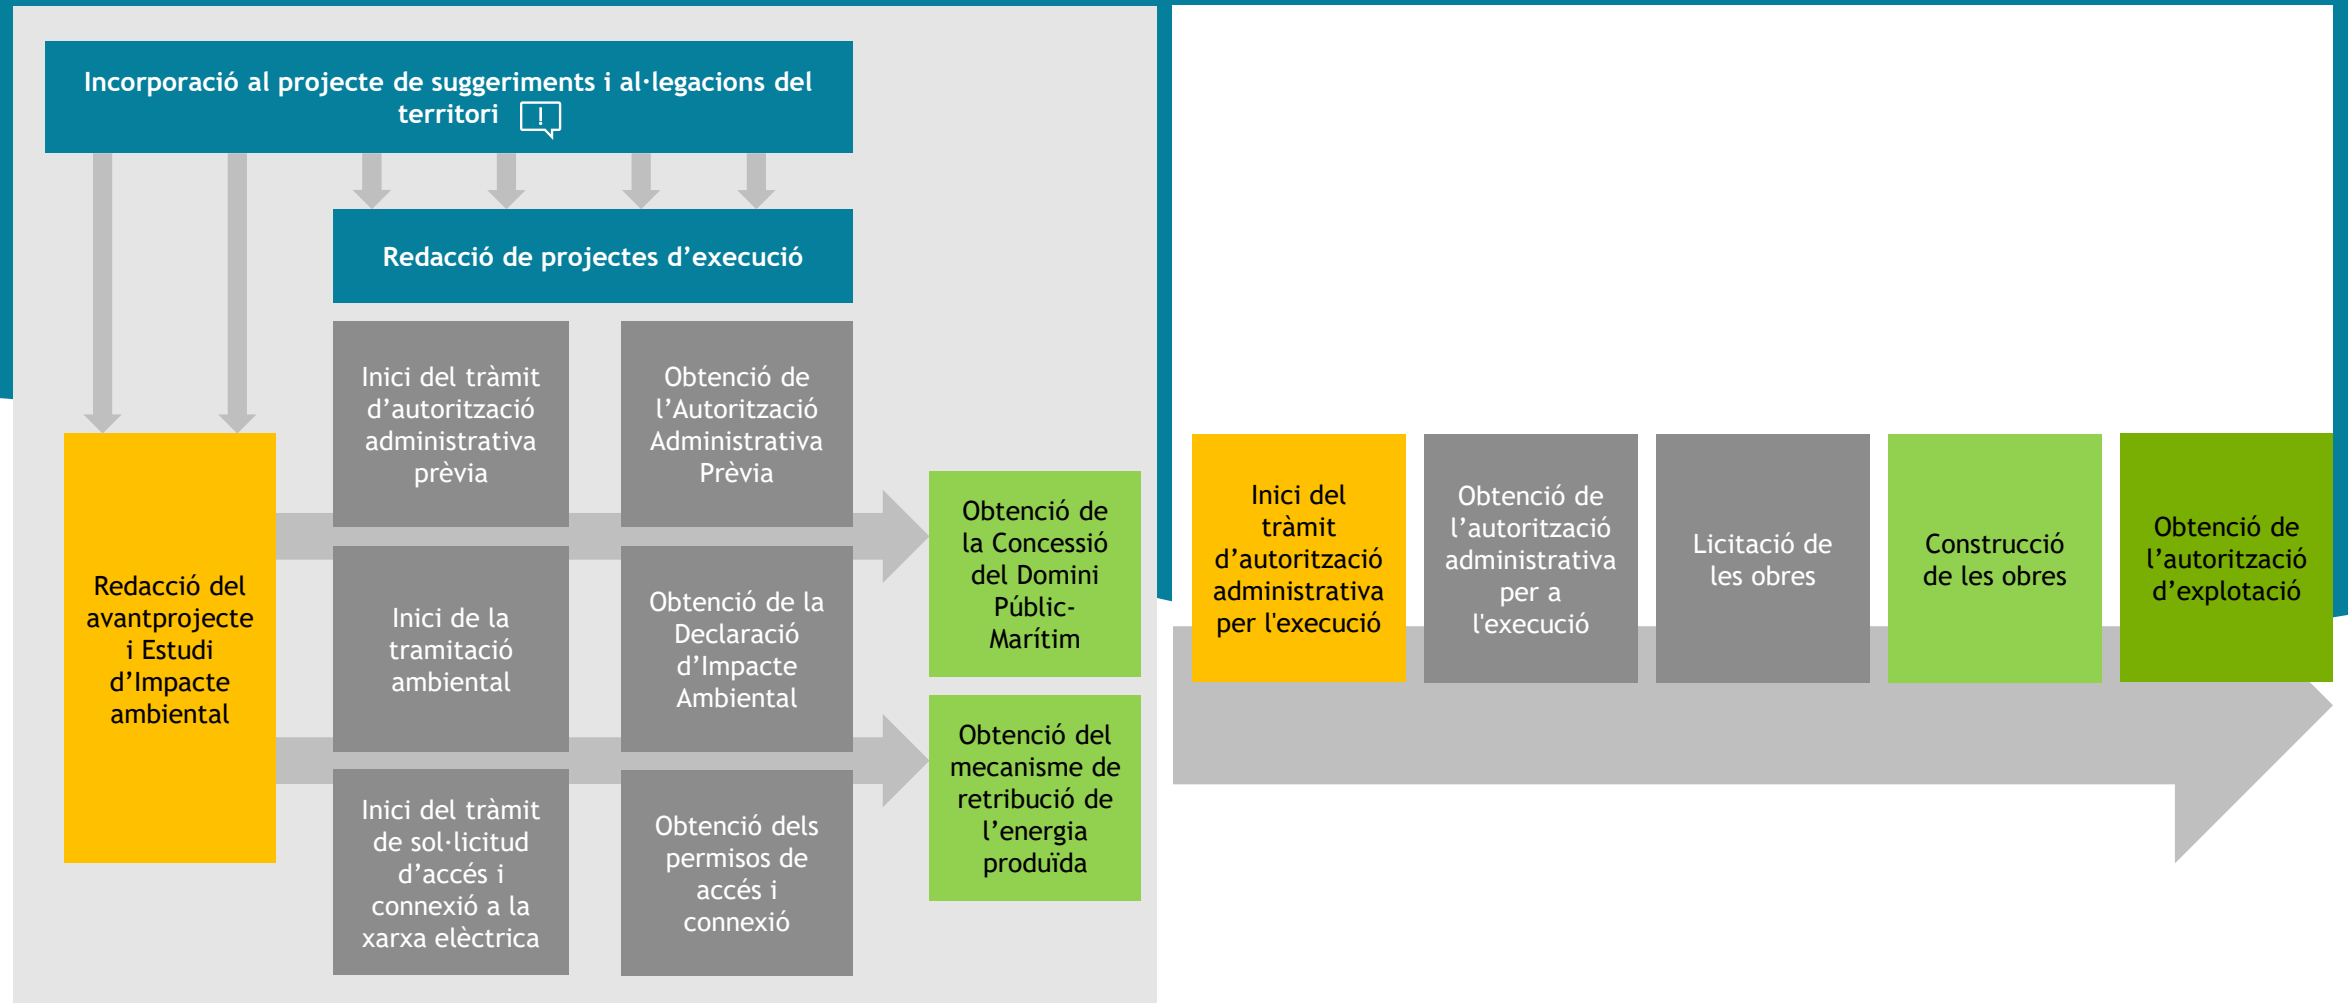 Incorporació al projecte de suggeriments i al·legacions del
territori
Redacció de projectes d’execució
Redacció del
avantprojecte
i Estudi
d’Impacte
ambiental
Inici del tràmit
d’autorització
administrativa
prèvia
Obtenció de
l’Autorització
Administrativa
Prèvia
Inici de la
tramitació
ambiental
Obtenció de la
Declaració
d’Impacte
Ambiental
Inici del tràmit
de sol·licitud
d’accés i
connexió a la
xarxa elèctrica
Obtenció dels
permisos de
accés i
connexió
Obtenció de
la Concessió
del Domini
Públic-
Marítim
Obtenció del
mecanisme de
retribució de
l’energia
produïda
Inici del
tràmit
d’autorització
administrativa
per l'execució
Obtenció de
l’autorització
administrativa
per a
l'execució
Licitació de
les obres
Construcció
de les obres
Obtenció de
l’autorització
d’explotació